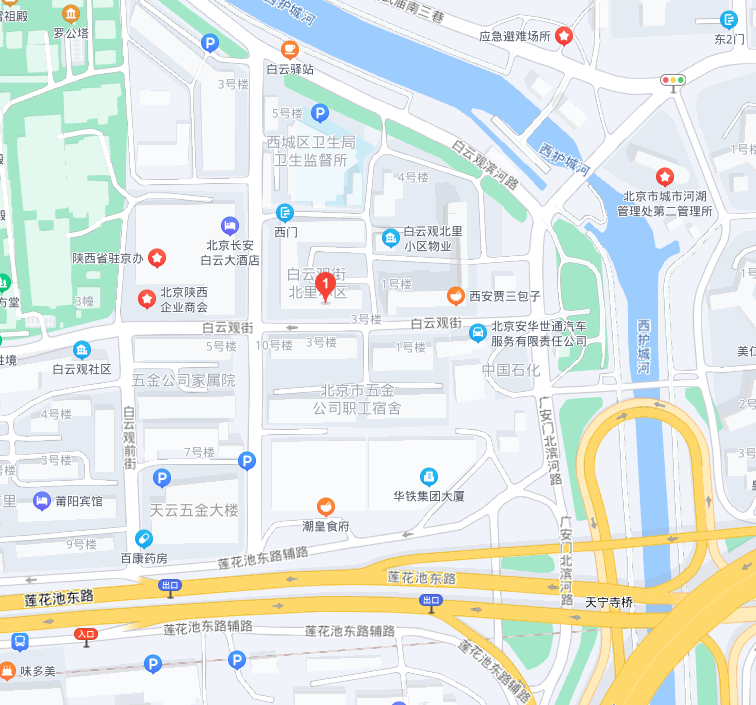 罗公塔
西护城河
应急避难场所
东2门
白云驿站
3号楼
5号楼
西城区卫生局
卫生监督所
白云观滨河路
西护城河
4号楼
北京市城市河湖
管理处第二管理所
西门
北京长安
白云大酒店
白云观北里
小区物业
陕西省驻京办
白云观街
北里小区
1
1号楼
北京陕西
企业商会
3幢
西安贾三包子
3号楼
白云观街
白云观街
北京安华世通汽车
服务有限责任公司
西护城河
5号楼
10号楼
3号楼
1号楼
白云观社区
中国石化
五金公司家属院
北京市五金
公司职工宿舍
4号楼
白云观前街
广安门北滨河路
7号楼
3号楼
莆阳宾馆
天云五金大楼
华铁集团大厦
潮皇食府
9号楼
百康药房
广安门北滨河路
莲花池东路辅路
莲花池东路
出口
莲花池东路
出口
天宁寺桥
入口
莲花池东路辅路
莲花池东路辅路
莲花池东路辅路
味多美